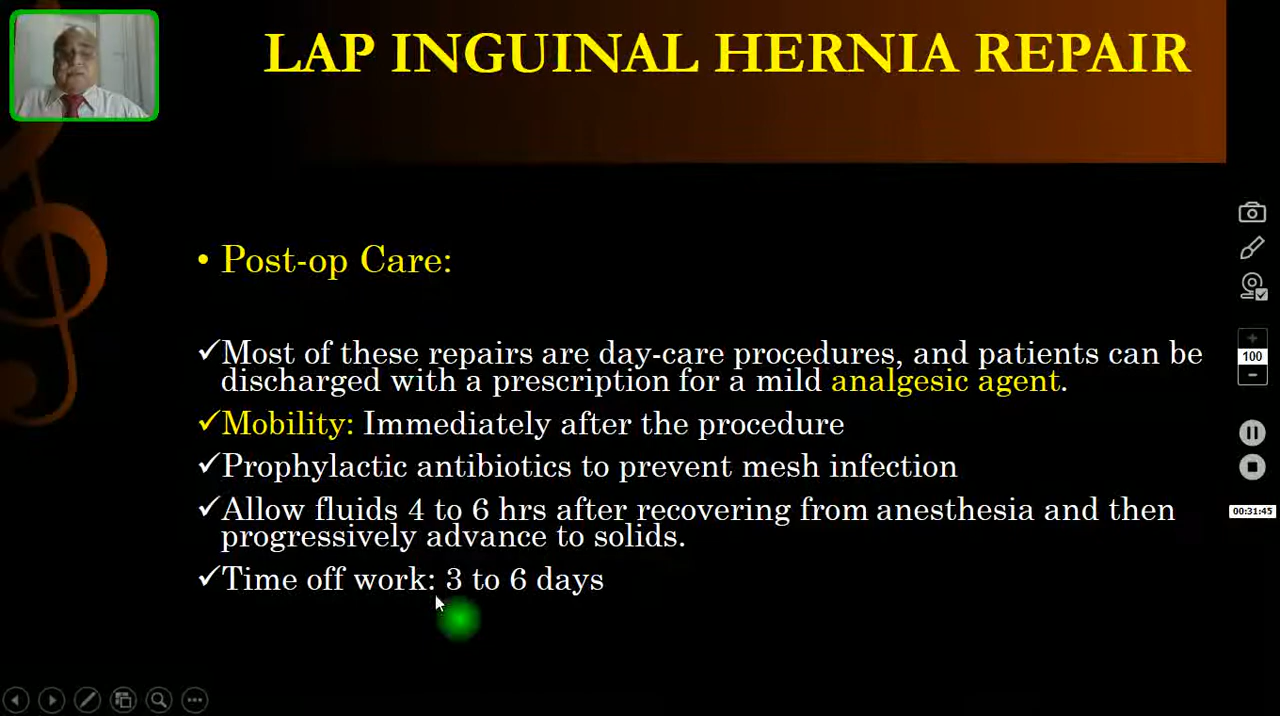 LAP INGUINAL HERNIA REPAIR
• Post-op Care:
✓Most of these repairs are day-care procedures, and patients can be
discharged with a prescription for a mild analgesic agent.
✓Mobility: Immediately after the procedure
✓Prophylactic antibiotics to prevent mesh infection
✓Allow fluids 4 to 6 hrs after recovering from anesthesia and then
progressively advance to solids.
✓Time off work: 3 to 6 days
100
00:31:45